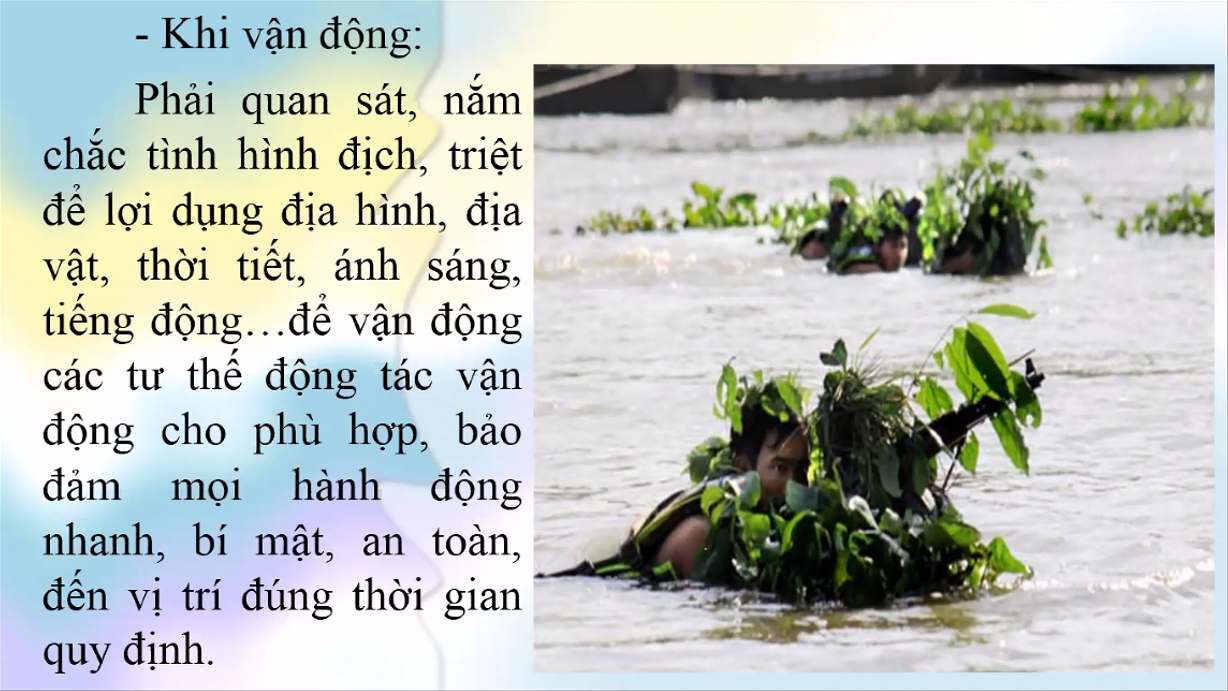 - Khi vận động:
Phải quan sát, nắm
chắc tình hình địch, triệt
để lợi dụng địa hình, địa
vật, thời tiết, ánh sáng,
tiếng động…để vận động
các tư thế động tác vận
động cho phù hợp, bảo
đảm mọi hành động
nhanh, bí mật, an toàn,
đến vị trí đúng thời gian
quy định.